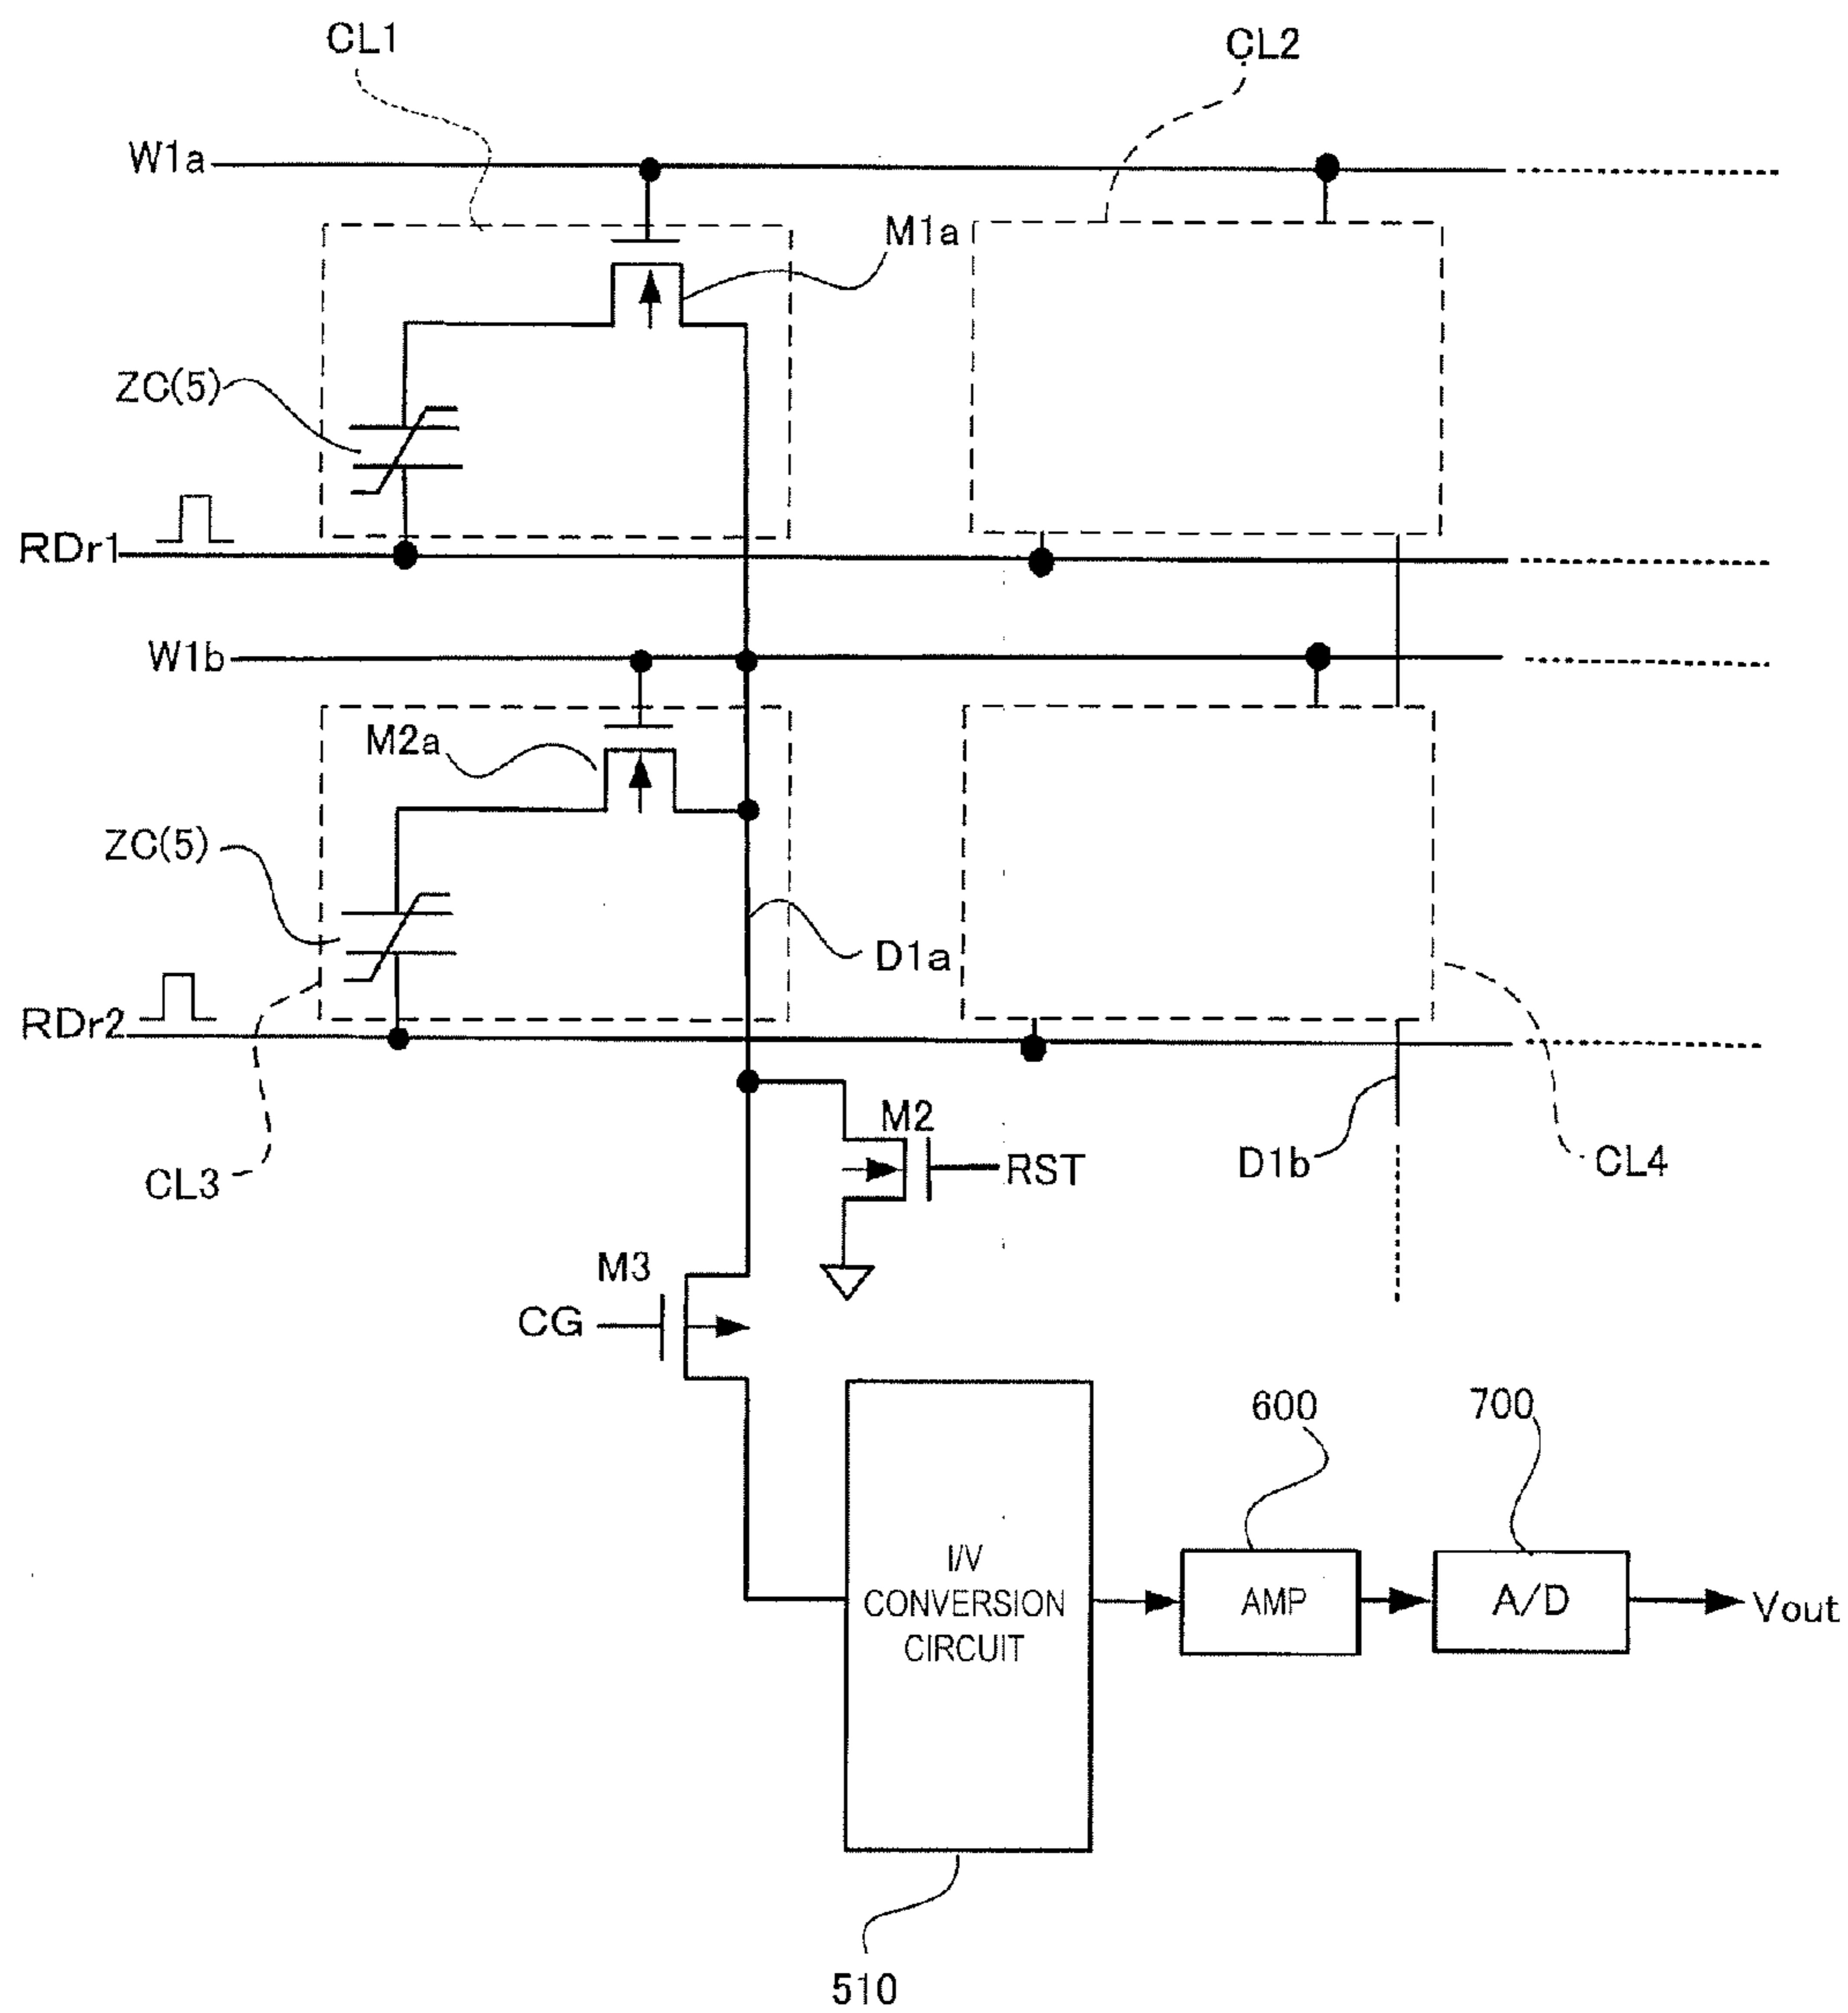 CL1
CL2
W1a
M1a
ZC(5)
RDr1
W1b
M2a
ZC(5)
D1a
RDr2
M2
RST
D1b
CL4
CL3
M3
CG
600
700
I/V
CONVERSION
CIRCUIT
AMP
A/D
Vout
510